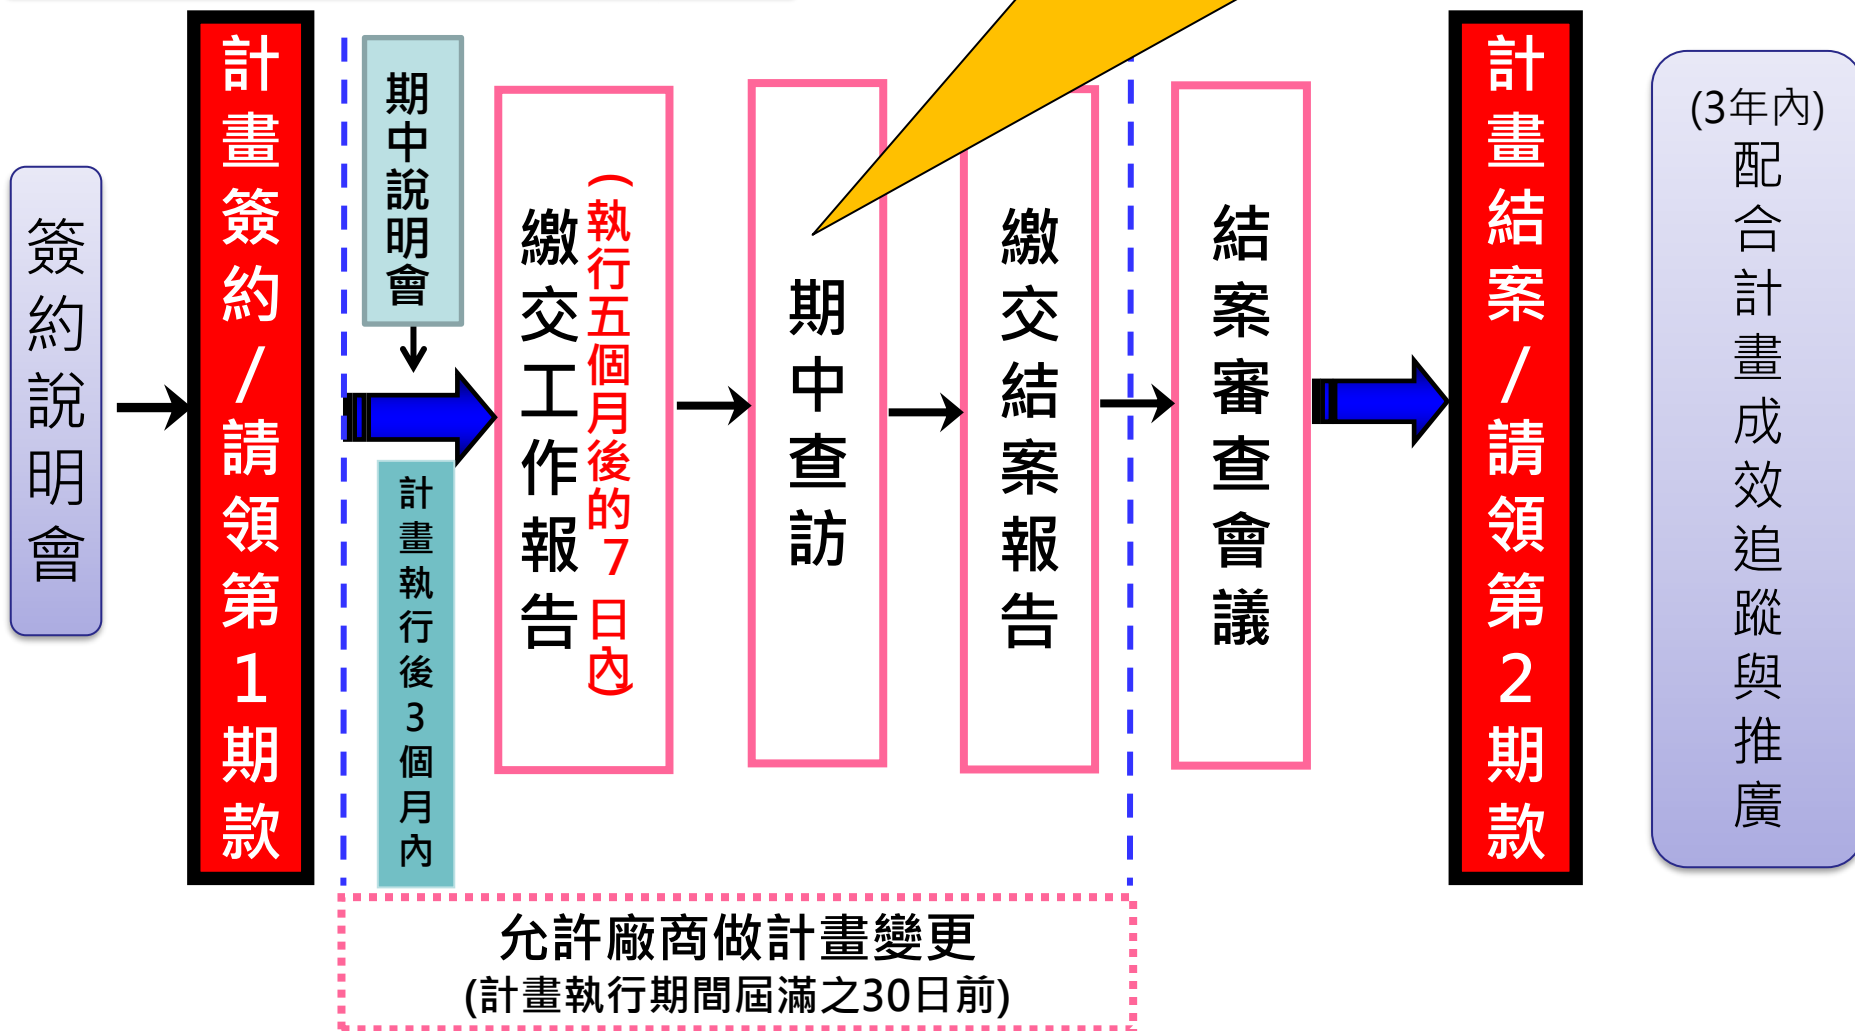 簽約說明會
計畫簽約/請領第1期款
期中說明會
計畫執行後3個月內
繳交工作報告
(執行五個月後的7日內)
期中查訪
繳交結案報告
結案審查會議
計畫結案/請領第2期款
(3年內)
配合計畫成效追蹤與推廣
允許廠商做計畫變更
(計畫執行期間屆滿之30日前)